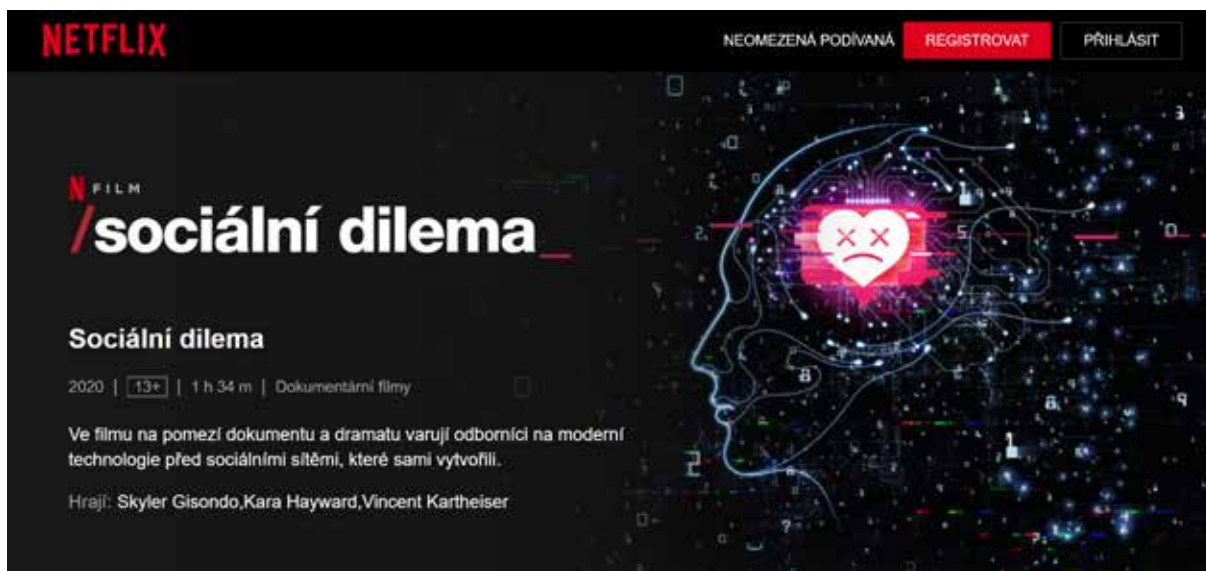 NETFLIX
NEOMEZENÁ PODÍVANÁ REGISTROVAT PŘIHLÁSIT
N FILM
/sociální dilema_
Sociální dilema
2020 | 13+ | 1 h 34 m | Dokumentární filmy
Ve filmu na pomezí dokumentu a dramatu varují odborníci na moderní
technologie před sociálními sítěmi, které sami vytvořili.
Hrají: Skyler Gisondo,Kara Hayward,Vincent Kartheiser